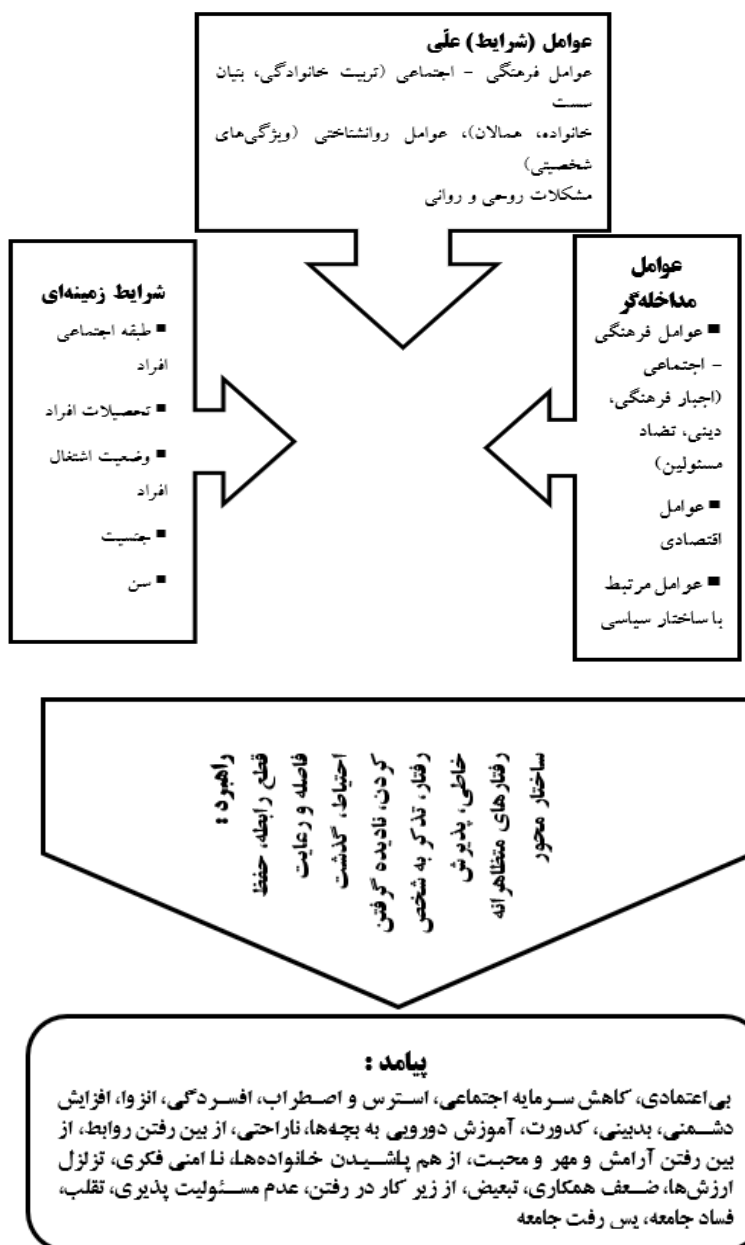 عوامل (شرایط) علّی
عوامل فرهنگی - اجتماعی (تربیت خانوادگی، بنیان
سست
خانواده، همالان)، عوامل روانشناختی (ویژگی‌های
شخصیتی)
مشکلات روحی و روانی
عوامل
مداخله‌گر
■ عوامل فرهنگی
- اجتماعی
(اجبار فرهنگی،
دینی، تضاد
مسئولین)
■ عوامل
اقتصادی
■ عوامل مرتبط
با ساختار سیاسی
شرایط زمینه‌ای
■ طبقه اجتماعی
افراد
■ تحصیلات افراد
■ وضعیت اشتغال
افراد
■ جنسیت
■ سن
راهبرد :
قطع رابطه، حفظ
فاصله و رعایت
احتیاط، گذشت
کردن، نادیده گرفتن
رفتار، تذکر به شخص
خاطی، پذیرش
رفتارهای متظاهرانه
ساختار محور
پیامد :
بی‌اعتمادی، کاهش سرمایه اجتماعی، استرس و اضطراب، افسردگی، انزوا، افزایش
دشمنی، بدبینی، کدورت، آموزش دورویی به بچه‌ها، ناراحتی، از بین رفتن روابط، از
بین رفتن آرامش و مهر و محبت، از هم پاشیدن خانواده‌ها، نا امنی فکری، تزلزل
ارزش‌ها، ضعف همکاری، تبعیض، از زیر کار در رفتن، عدم مسئولیت پذیری، تقلب،
فساد جامعه، پس رفت جامعه